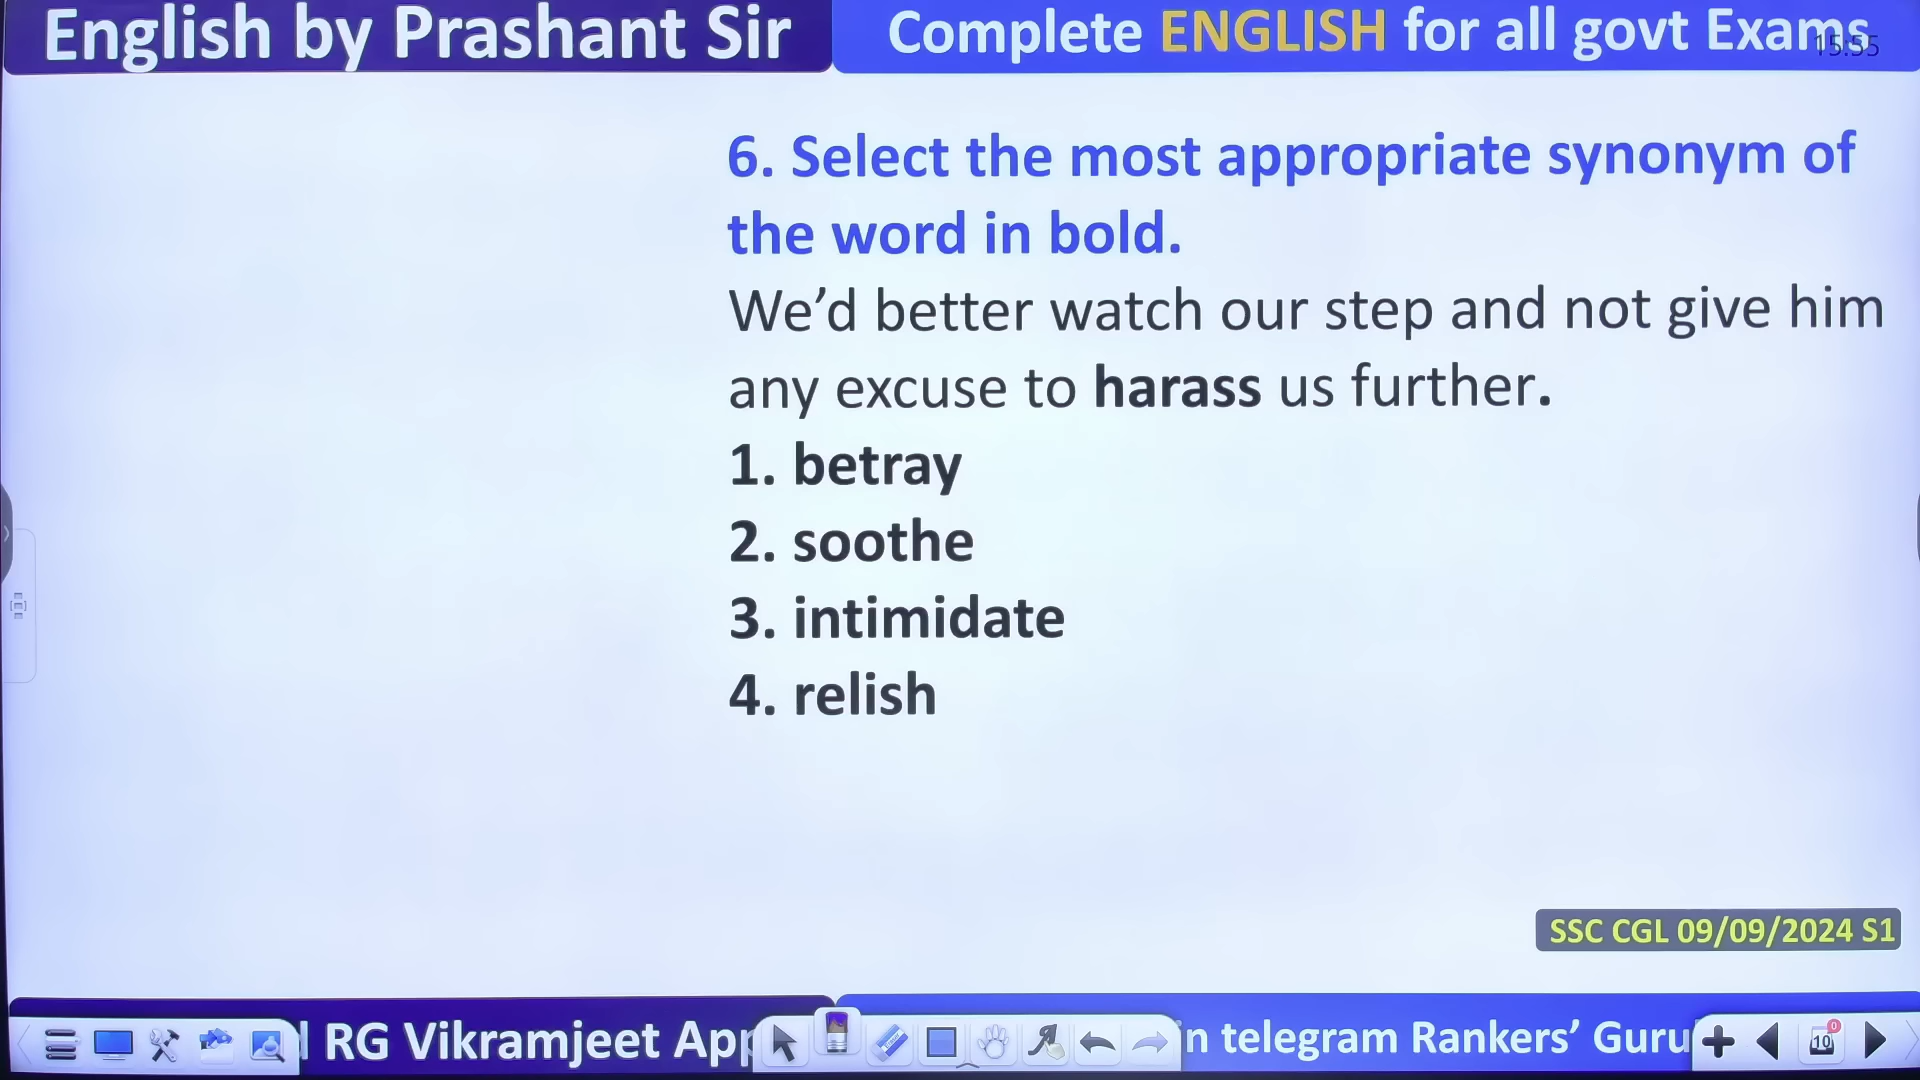 English by Prashant Sir
Complete ENGLISH for all govt Exams
15:55
6. Select the most appropriate synonym of
the word in bold.
We’d better watch our step and not give him
any excuse to harass us further.
1. betray
2. soothe
3. intimidate
4. relish
SSC CGL 09/09/2024 S1
RG Vikramjeet App
in telegram Rankers’ Guru
10
0